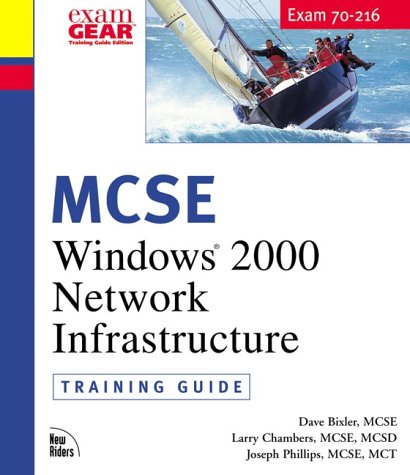 exam
GEAR
Training Guide Edition
Exam 70-216
MCSE
Windows® 2000
Network
Infrastructure
TRAINING GUIDE
Dave Bixler, MCSE
Larry Chambers, MCSE, MCSD
Joseph Phillips, MCSE, MCT
New
Riders